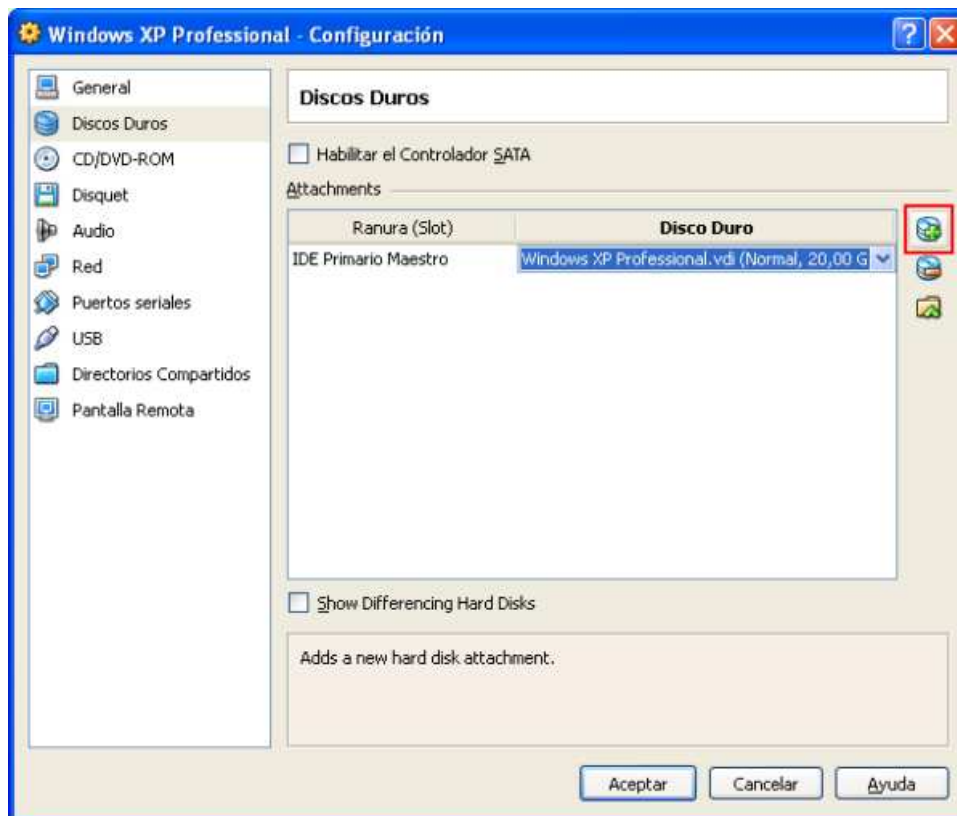 Windows XP Professional - Configuración
General
Discos Duros
CD/DVD-ROM
Disquet
Audio
Red
Puertos seriales
USB
Directorios Compartidos
Pantalla Remota
Discos Duros
Habilitar el Controlador SATA
Attachments
Ranura (Slot) Disco Duro
IDE Primario Maestro Windows XP Professional.vdi (Normal, 20,00 G
Show Differencing Hard Disks
Adds a new hard disk attachment.
Aceptar Cancelar Ayuda